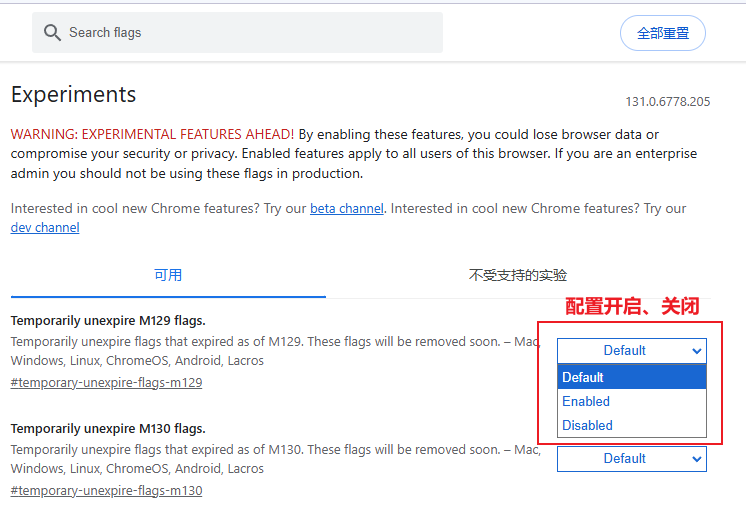 Search flags
全部重置
Experiments
131.0.6778.205
WARNING: EXPERIMENTAL FEATURES AHEAD! By enabling these features, you could lose browser data or
compromise your security or privacy. Enabled features apply to all users of this browser. If you are an enterprise
admin you should not be using these flags in production.
Interested in cool new Chrome features? Try our beta channel. Interested in cool new Chrome features? Try our
dev channel
可用
不受支持的实验
配置开启、关闭
Temporarily unexpire M129 flags.
Temporarily unexpire flags that expired as of M129. These flags will be removed soon. – Mac,
Windows, Linux, ChromeOS, Android, Lacros
#temporary-unexpire-flags-m129
Default
Default
Enabled
Disabled
Temporarily unexpire M130 flags.
Temporarily unexpire flags that expired as of M130. These flags will be removed soon. – Mac,
Windows, Linux, ChromeOS, Android, Lacros
#temporary-unexpire-flags-m130
Default